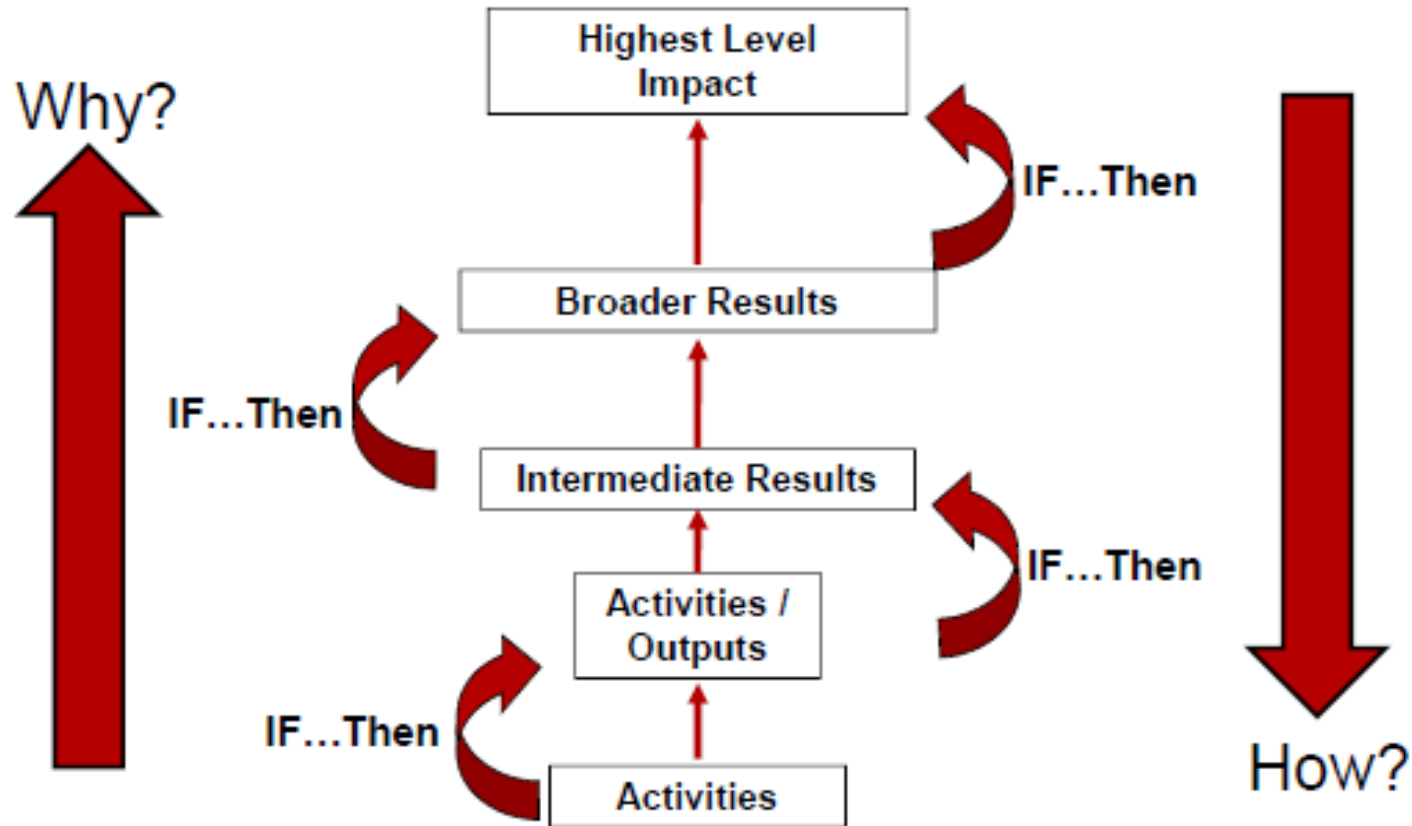 Highest Level
Impact
Why?
IF...Then
Broader Results
IF...Then
Intermediate Results
IF...Then
Activities /
Outputs
IF...Then
How?
Activities